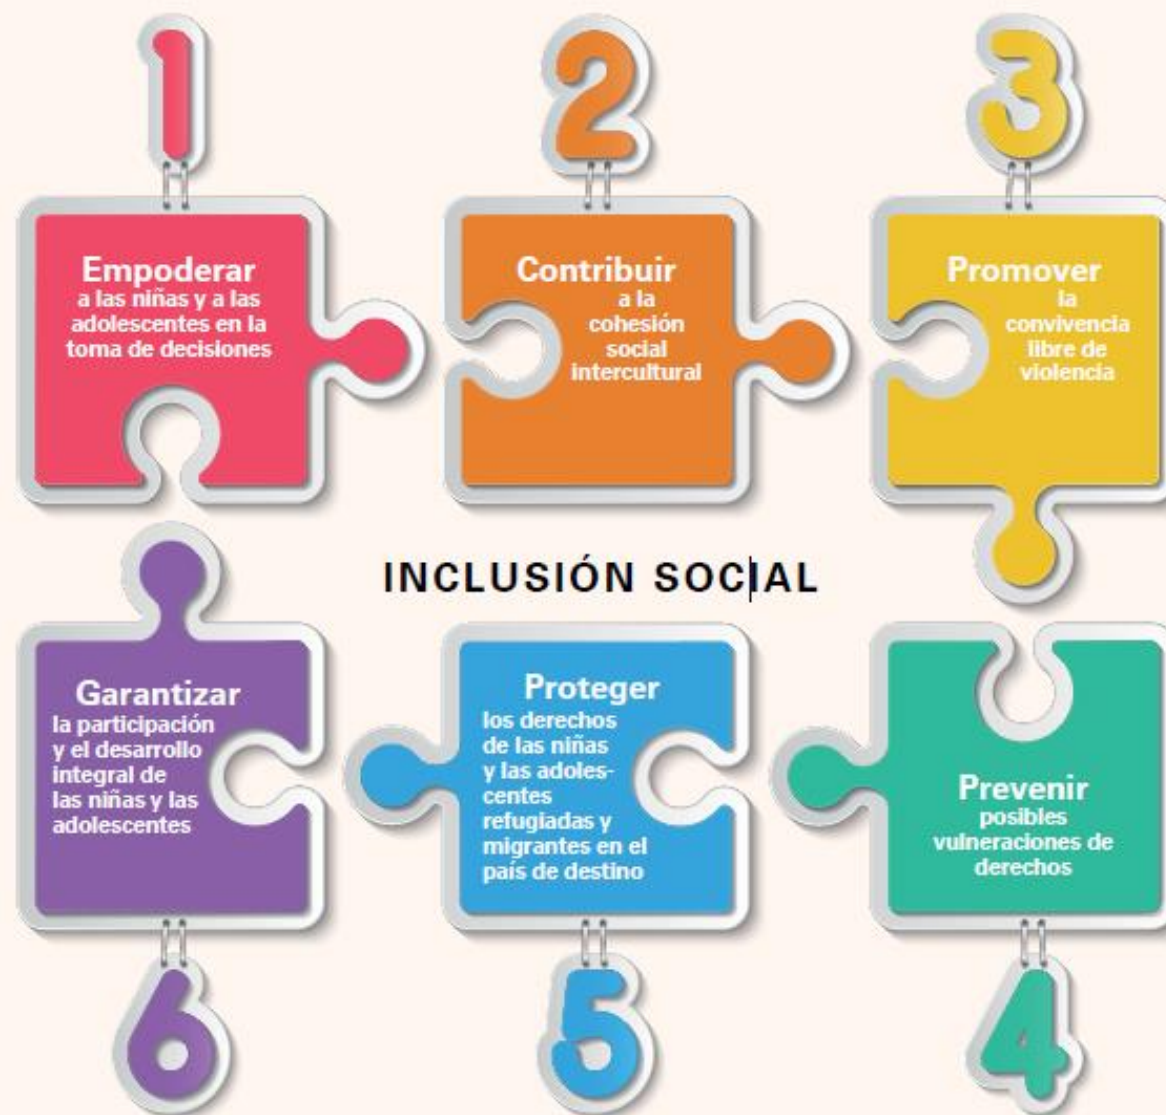 1
Empoderar
a las niñas y a las
adolescentes en la
toma de decisiones
2
Contribuir
a la
cohesión
social
intercultural
3
Promover
la
convivencia
libre de
violencia
INCLUSIÓN SOCIAL
Garantizar
la participación
y el desarrollo
integral de
las niñas y las
adolescentes
6
Proteger
los derechos
de las niñas
y las adoles-
centes
refugiadas y
migrantes en el
país de destino
5
Prevenir
posibles
vulneraciones de
derechos
4